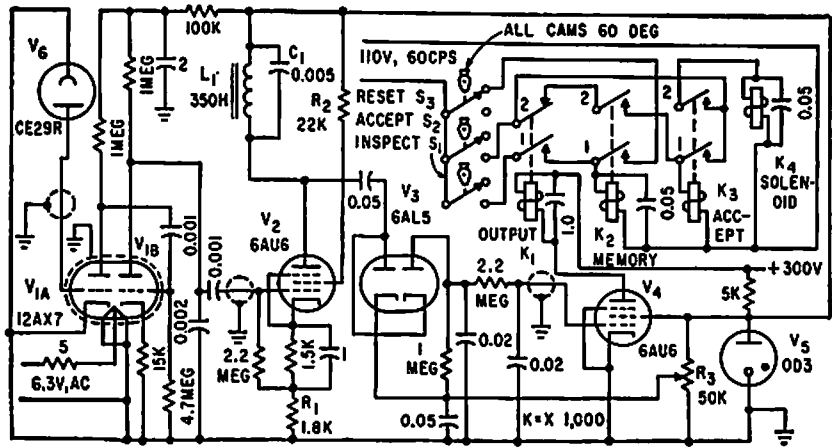 100K
ALL CAMS 60 DEG
110V, 60CPS
V6
CE29R
1MEG
2
1MEG
L1
350H
C1
0.005
R2
22K
RESET S3
ACCEPT S2
INSPECT S1
2
1
2
1
2
1
0.05
K4
SOLEN-
OID
0.05
V3
6AL5
V2
6AU6
0.05
1.0
K3
ACC-
EPT
K2
MEMORY
OUTPUT
K1
+300V
V1A
V1B
12AX7
0.001
0.001
0.002
2.2
MEG
5K
V4
6AU6
V5
OD3
5
6.3V, AC
15K
4.7MEG
2.2
MEG
1.5K
1
R1
1.8K
1
MEG
0.02
0.02
0.05
R3
50K
K=X 1,000